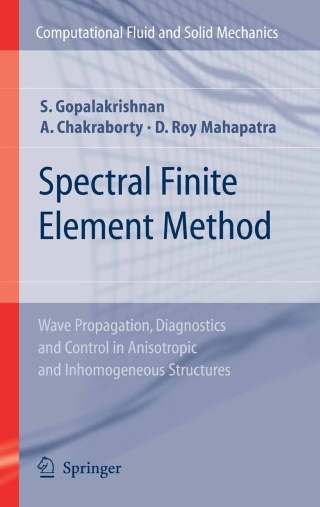 Computational Fluid and Solid Mechanics
S. Gopalakrishnan
A. Chakraborty · D. Roy Mahapatra
Spectral Finite
Element Method
Wave Propagation, Diagnostics
and Control in Anisotropic
and Inhomogeneous Structures
Springer